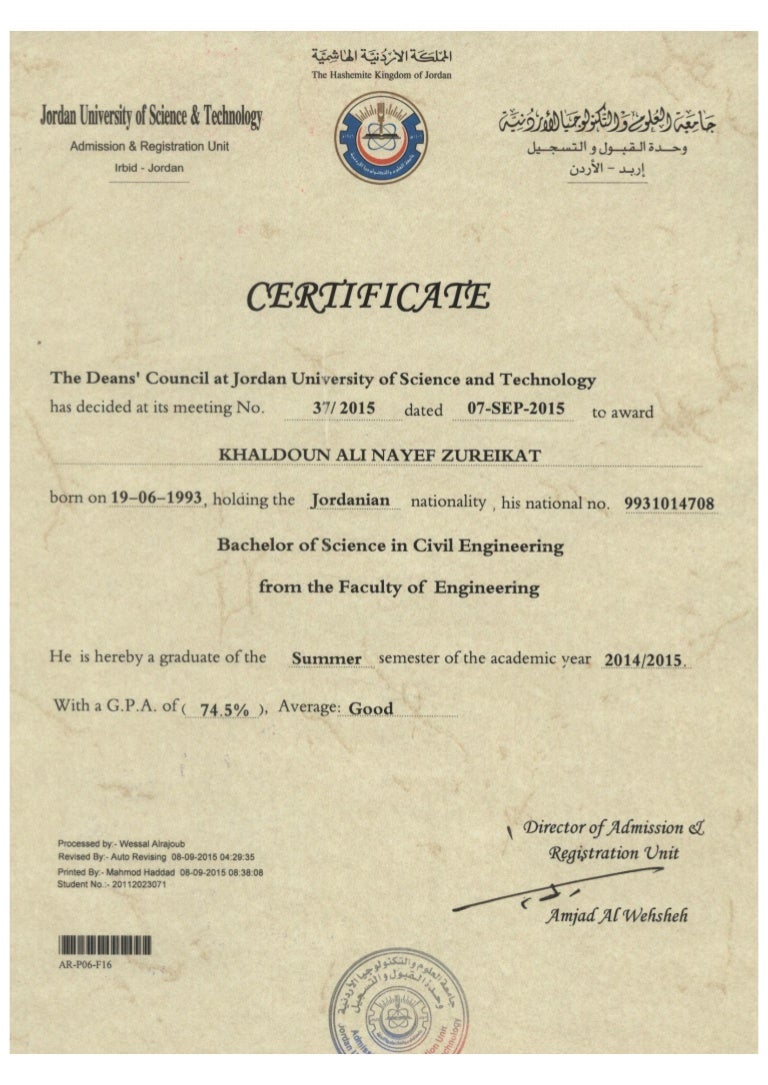 المملكة الأردنية الهاشمية
The Hashemite Kingdom of Jordan
Jordan University of Science & Technology
Admission & Registration Unit
Irbid - Jordan
جامعة العلوم والتكنولوجيا الأردنية
وحدة القبول و التسجيل
إربد - الأردن
CERTIFICATE
The Deans' Council at Jordan University of Science and Technology
has decided at its meeting No. 37/ 2015 dated 07-SEP-2015 to award
KHALDOUN ALI NAYEF ZUREIKAT
born on 19-06-1993, holding the Jordanian nationality , his national no. 9931014708
Bachelor of Science in Civil Engineering
from the Faculty of Engineering
He is hereby a graduate of the Summer semester of the academic year 2014/2015.
With a G.P.A. of ( 74.5% ), Average: Good
Director of Admission &
Registration Unit
Amjad Al Wehsheh
Processed by:- Wessal Alrajoub
Revised By:- Auto Revising 08-09-2015 04:29:35
Printed By:- Mahmod Haddad 08-09-2015 08:38:08
Student No.:- 20112023071
AR-P06-F16
جامعة العلوم والتكنولوجيا الأردنية
وحدة القبول والتسجيل